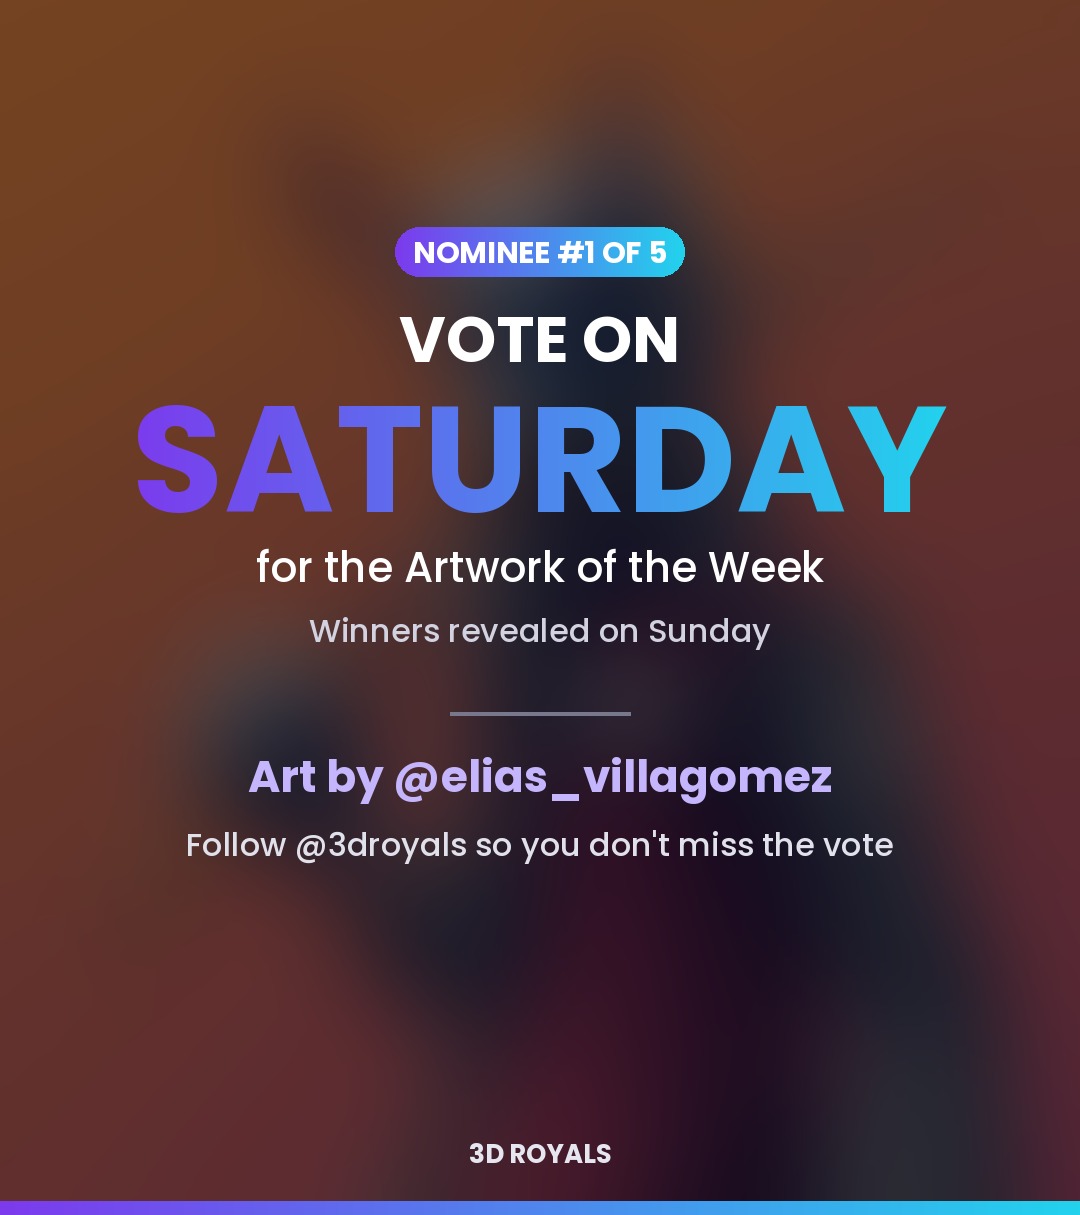 NOMINEE #1 OF 5
VOTE ON
SATURDAY
for the Artwork of the Week
Winners revealed on Sunday
Art by @elias_villagomez
Follow @3droyals so you don't miss the vote
3D ROYALS